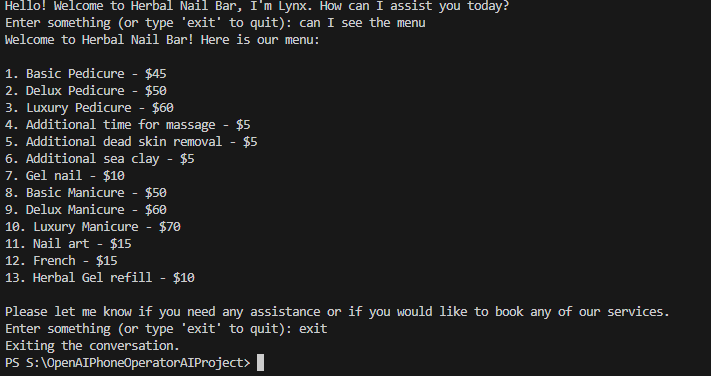 Hello! Welcome to Herbal Nail Bar, I'm Lynx. How can I assist you today?
Enter something (or type 'exit' to quit): can I see the menu
Welcome to Herbal Nail Bar! Here is our menu:
1. Basic Pedicure - $45
2. Delux Pedicure - $50
3. Luxury Pedicure - $60
4. Additional time for massage - $5
5. Additional dead skin removal - $5
6. Additional sea clay - $5
7. Gel nail - $10
8. Basic Manicure - $50
9. Delux Manicure - $60
10. Luxury Manicure - $70
11. Nail art - $15
12. French - $15
13. Herbal Gel refill - $10
Please let me know if you need any assistance or if you would like to book any of our services.
Enter something (or type 'exit' to quit): exit
Exiting the conversation.
PS S:\OpenAIPhoneOperatorAIProject>